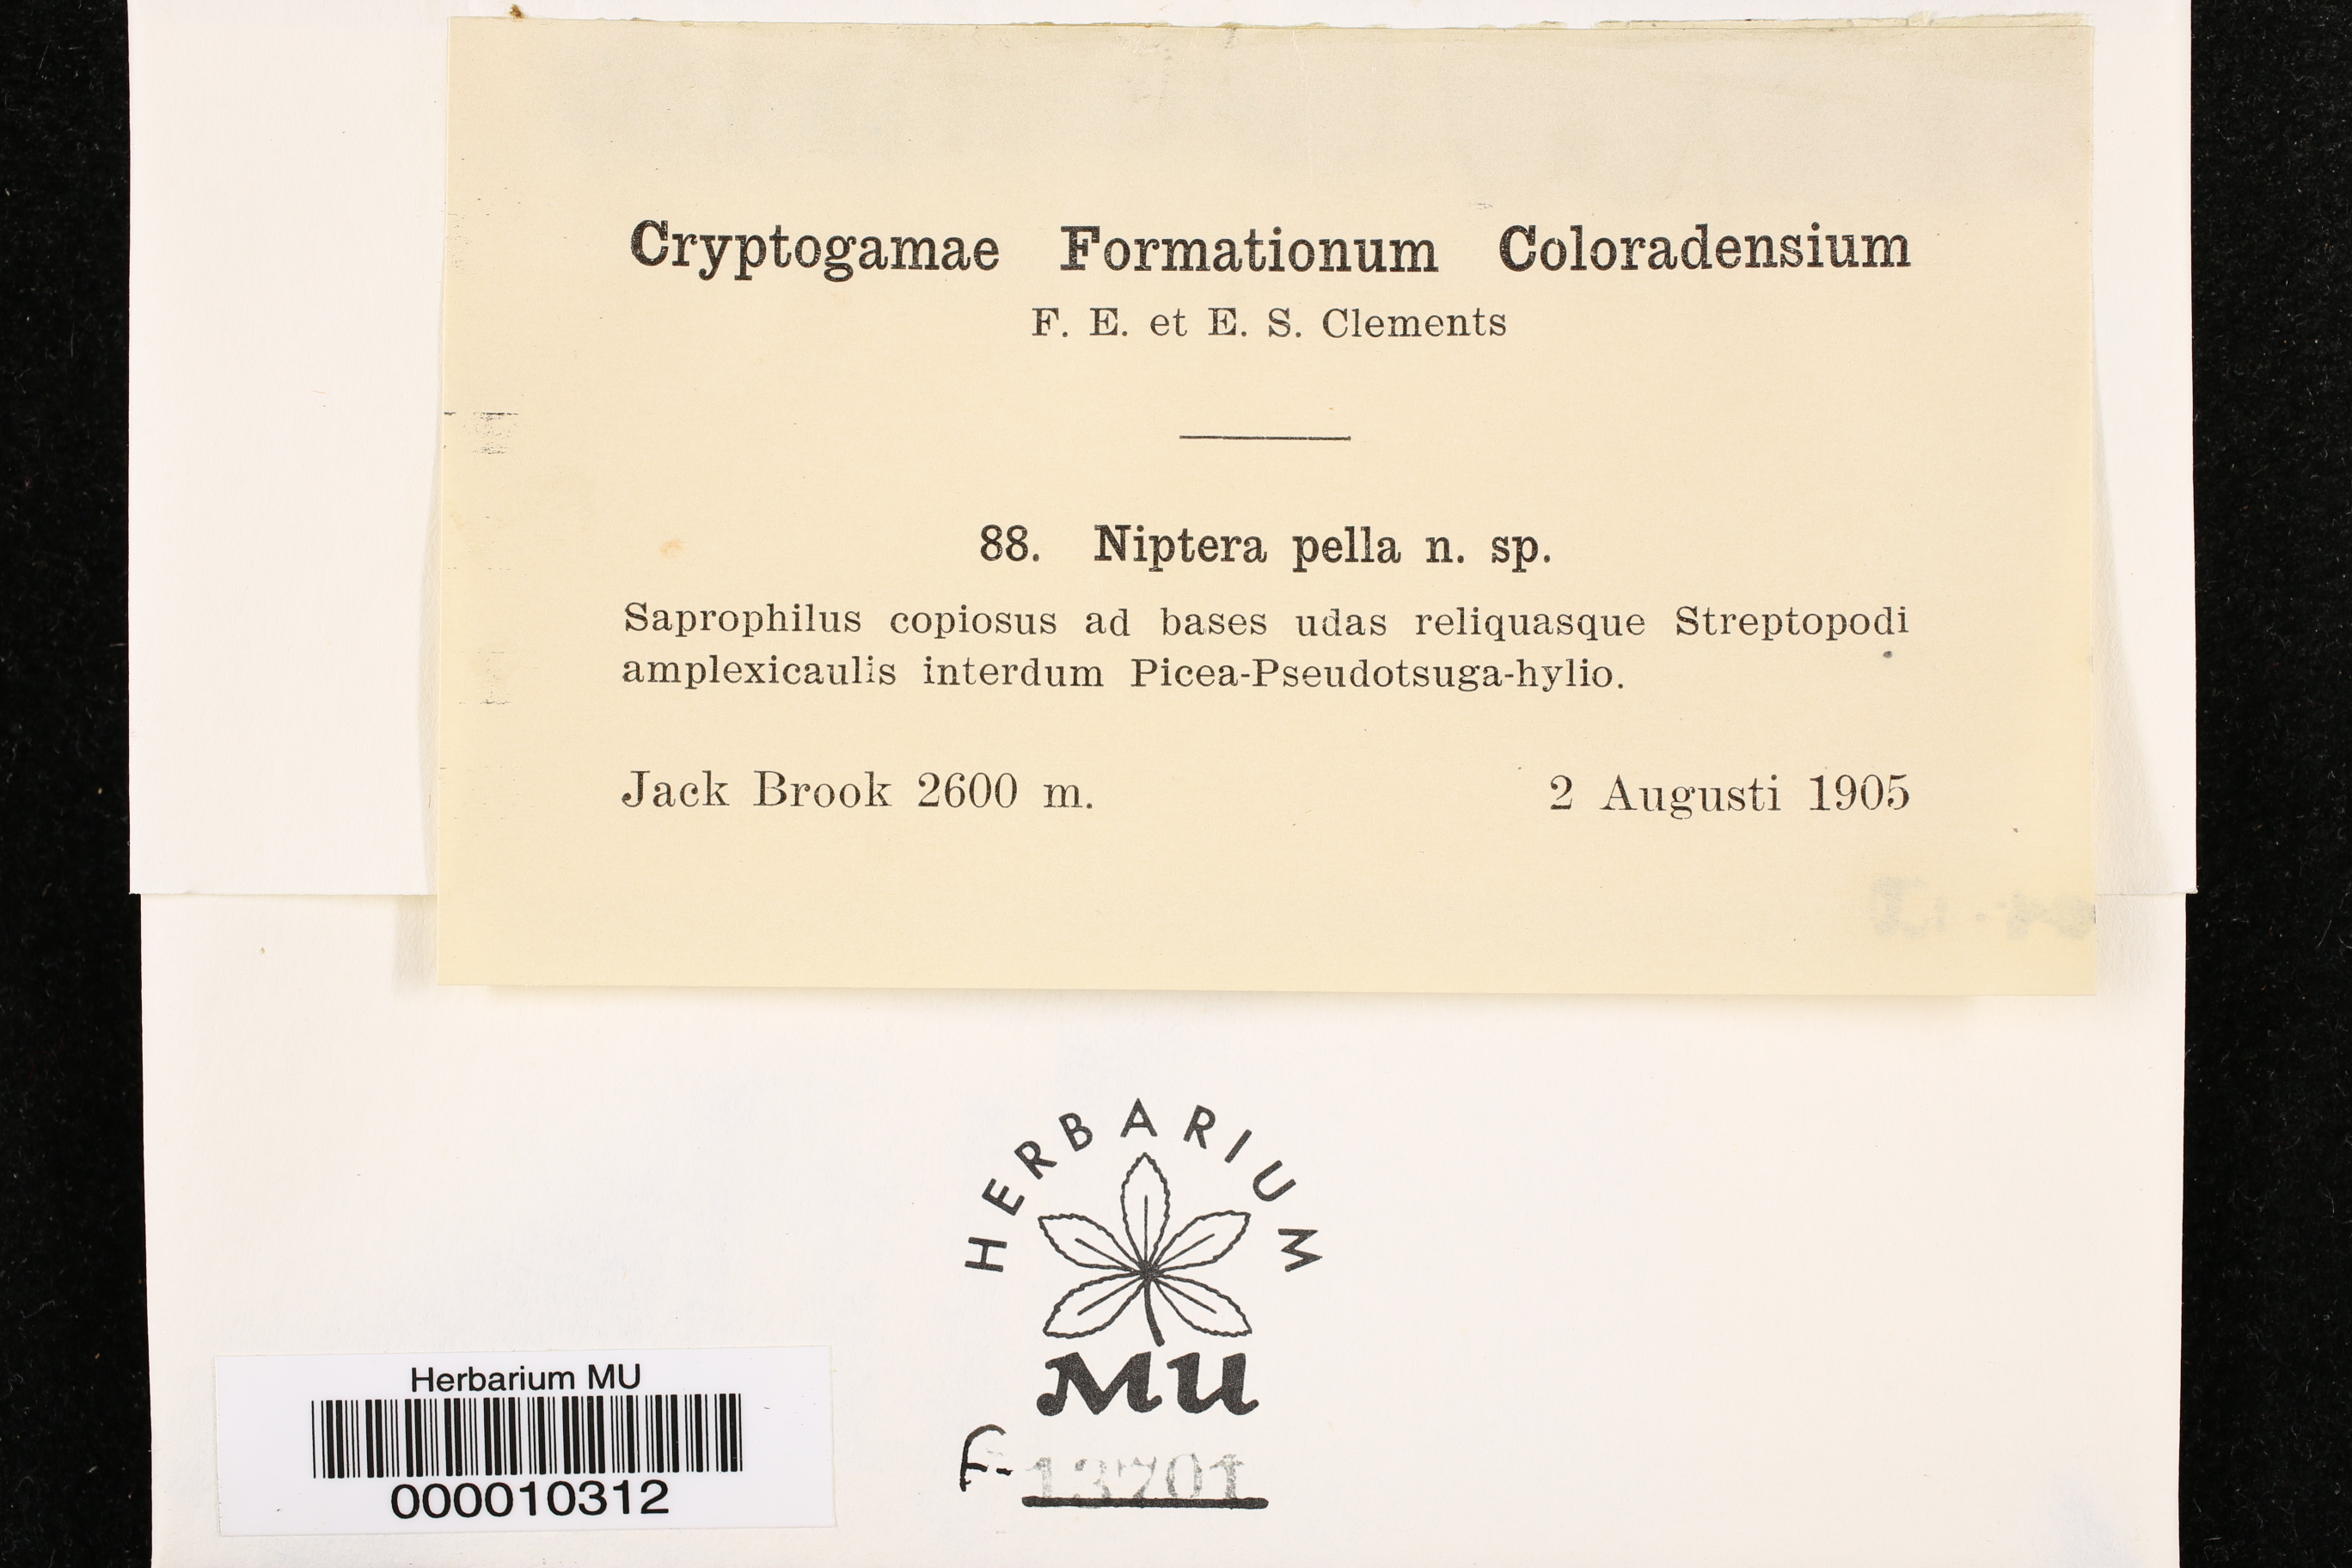 Cryptogamae Formationum Coloradensium
F. E. et E. S. Clements
88. Niptera pella n. sp.
Saprophilus copiosus ad bases udas reliquasque Streptopodi
amplexicaulis interdum Picea-Pseudotsuga-hylio.
Jack Brook 2600 m. 2 Augusti 1905
HERBARIUM
MU
F- 13701
Herbarium MU
000010312